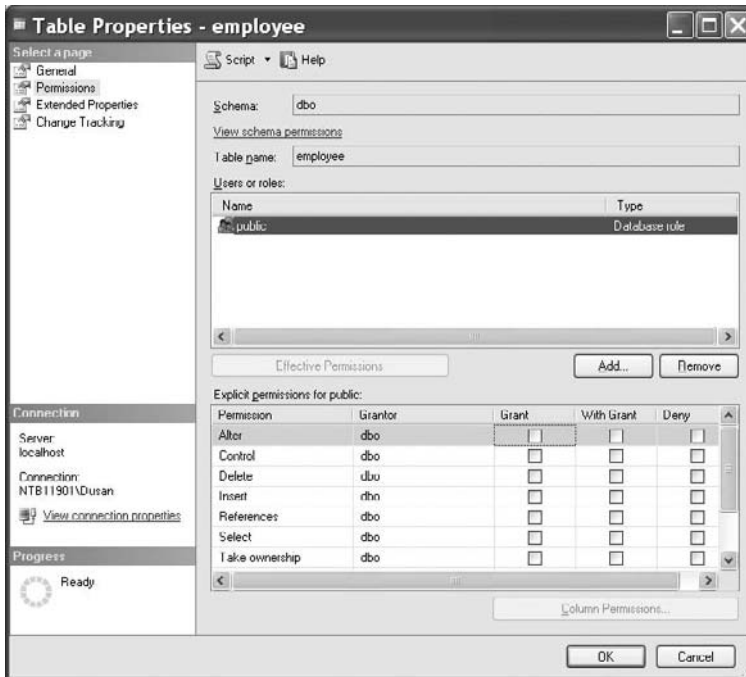 Table Properties - employee
Select a page
General
Permissions
Extended Properties
Change Tracking
Script Help
Schema: dbo
View schema permissions
Table name: employee
Users or roles:
Name Type
public Database role
Effective Permissions Add... Remove
Explicit permissions for public:
Permission Grantor Grant With Grant Deny
Alter dbo
Control dbo
Delete dbo
Insert dbo
References dbo
Select dbo
Take ownership dbo
Column Permissions...
Connection
Server:
localhost
Connection:
NTB11901\Dusan
View connection properties
Progress
Ready
OK Cancel